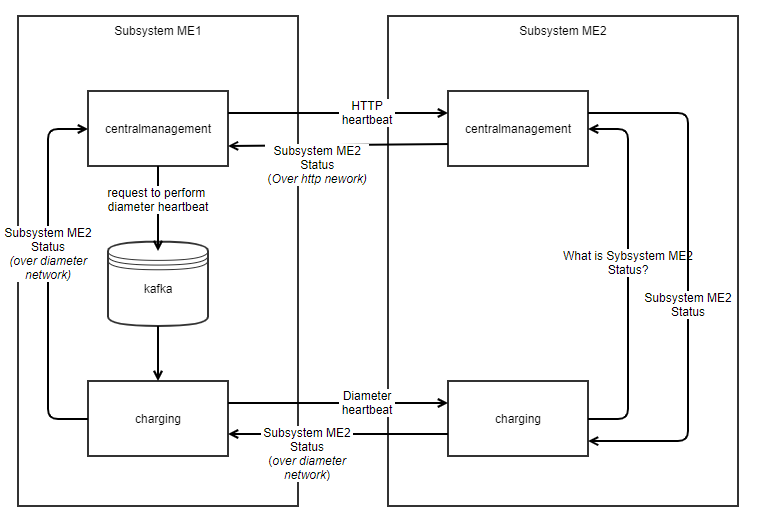 Subsystem ME1
Subsystem ME2
centralmanagement
HTTP
heartbeat
centralmanagement
Subsystem ME2
Status
(Over http nework)
request to perform
diameter heartbeat
Subsystem ME2
Status
(over diameter
network)
kafka
What is Sybsystem ME2
Status?
Subsystem ME2
Status
charging
Diameter
heartbeat
charging
Subsystem ME2
Status
(over diameter
network)